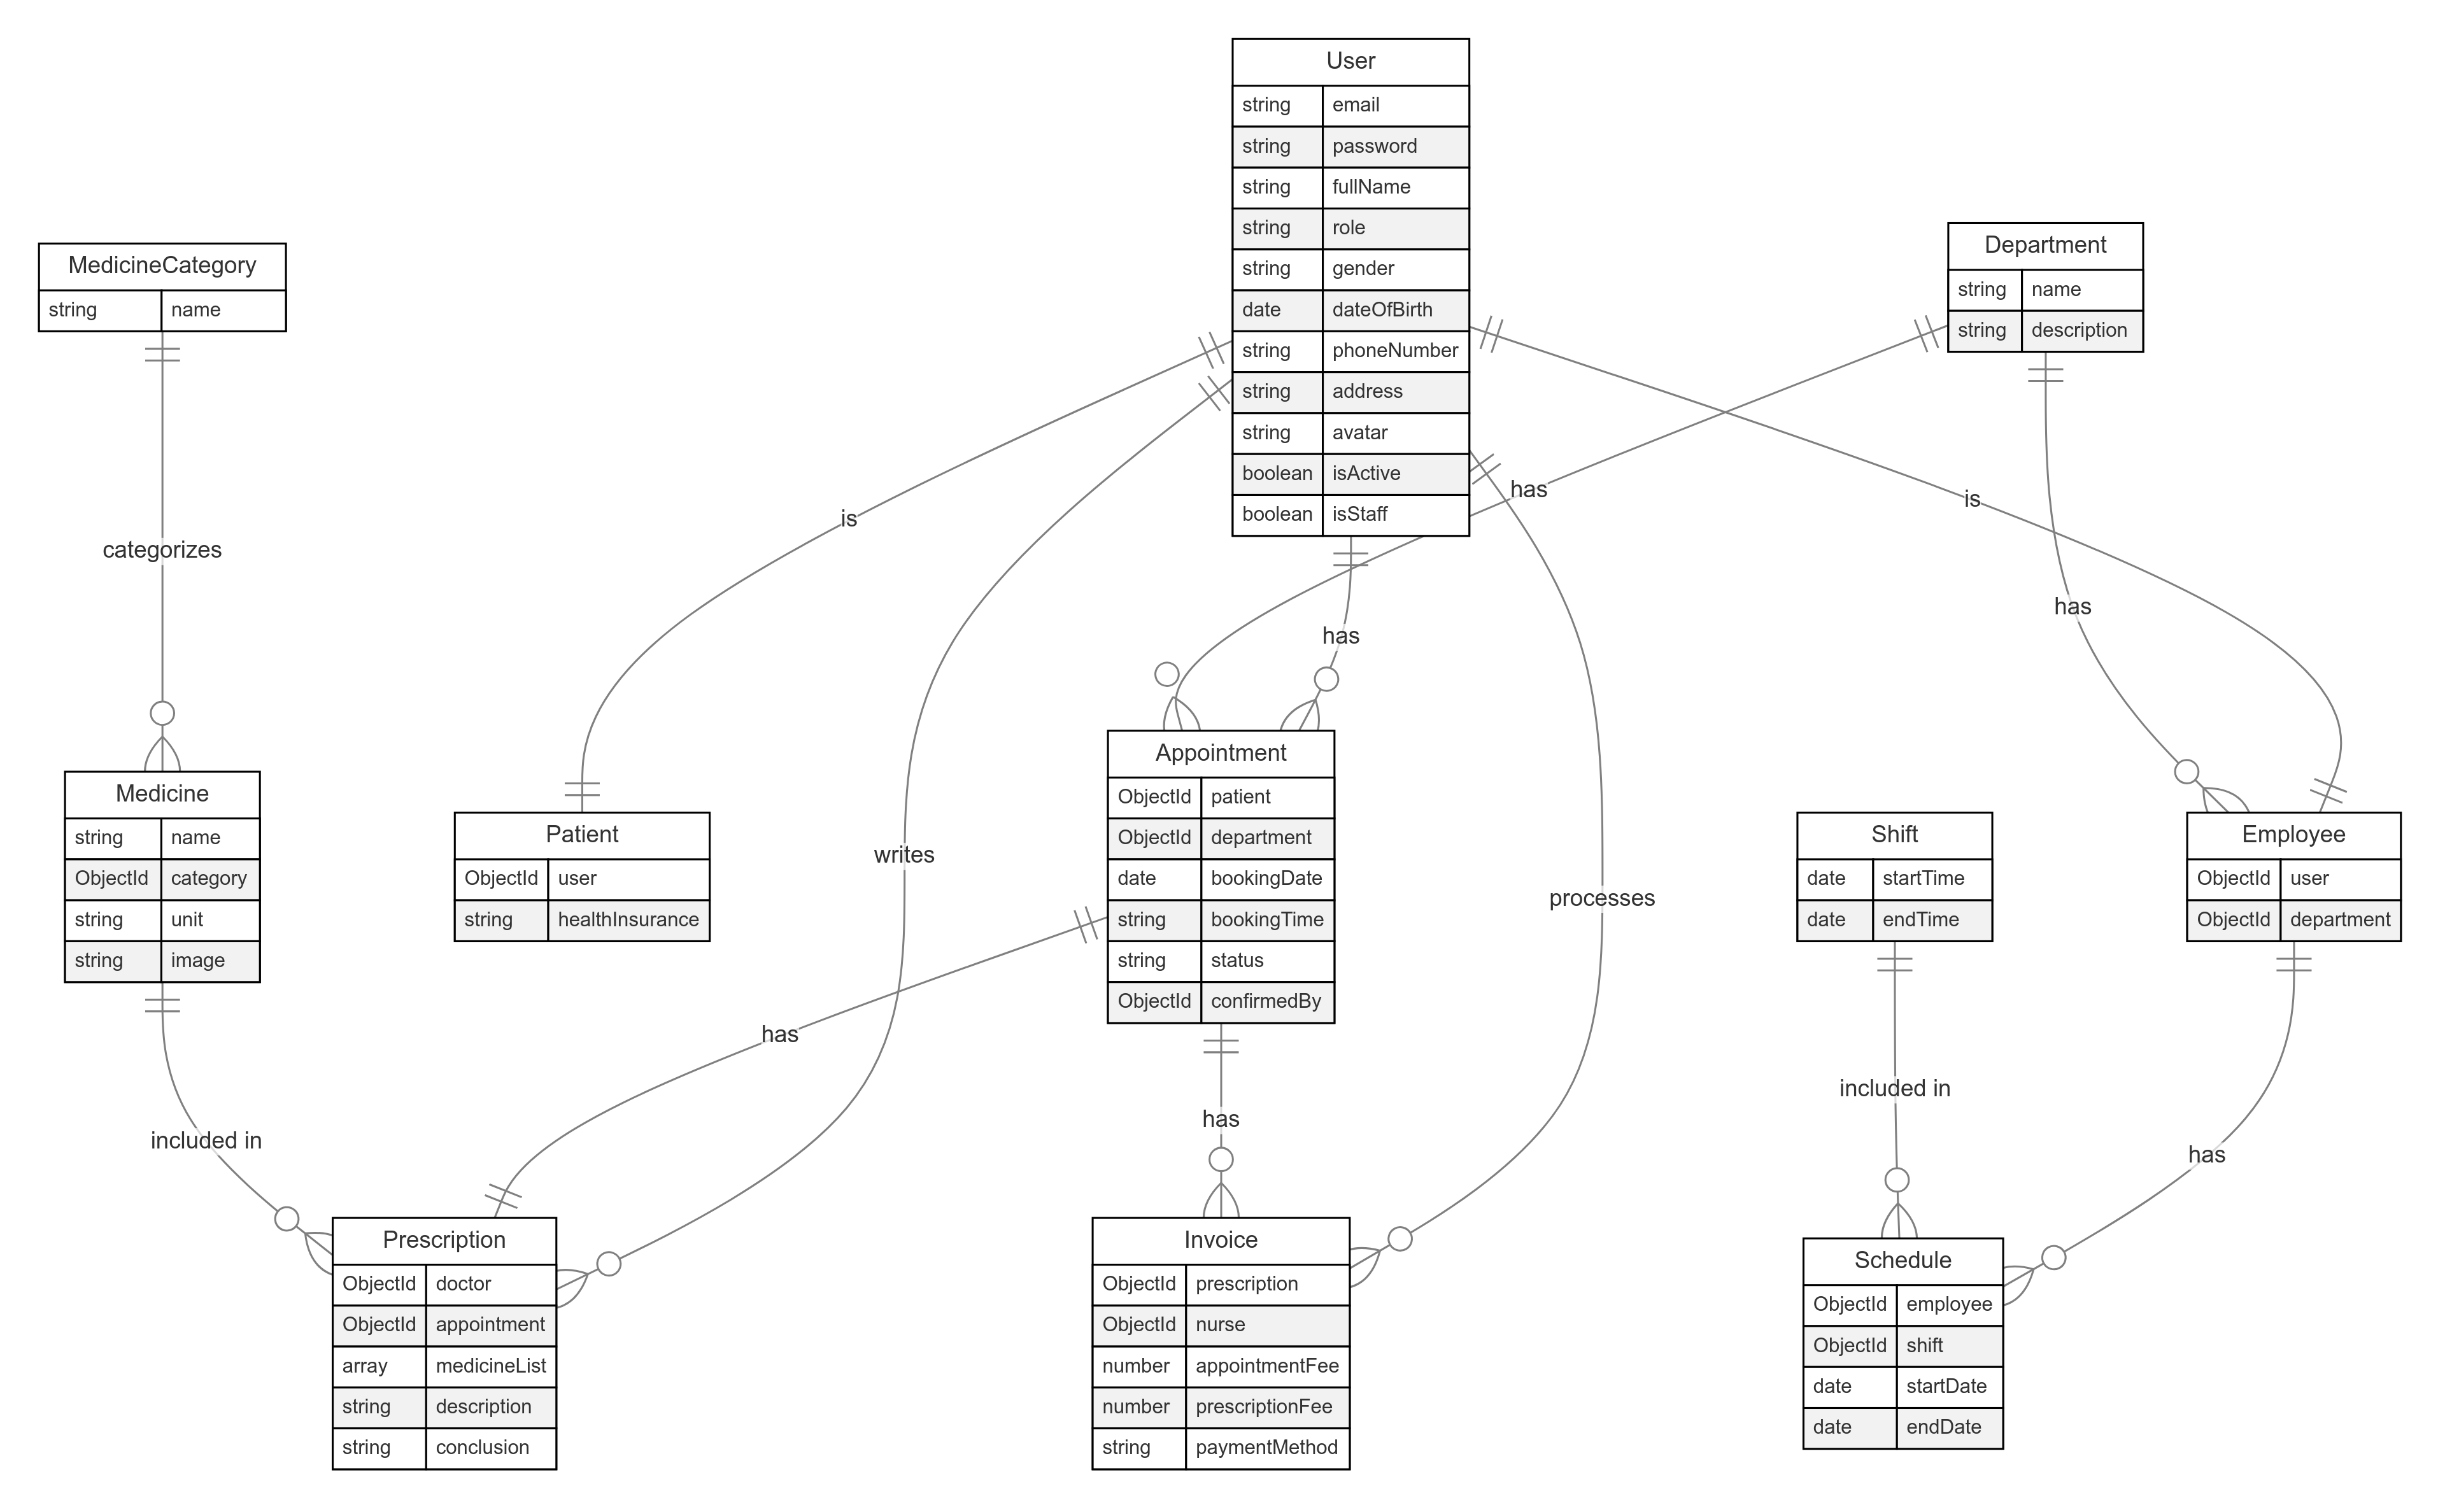 User
string email
string password
string fullName
string role
string gender
date dateOfBirth
string phoneNumber
string address
string avatar
boolean isActive
boolean isStaff
Department
string name
string description
MedicineCategory
string name
has
is
is
categorizes
has
has
Medicine
string name
ObjectId category
string unit
string image
Patient
ObjectId user
string healthInsurance
writes
Appointment
ObjectId patient
ObjectId department
date bookingDate
string bookingTime
string status
ObjectId confirmedBy
processes
Shift
date startTime
date endTime
Employee
ObjectId user
ObjectId department
has
included in
has
included in
has
Prescription
ObjectId doctor
ObjectId appointment
array medicineList
string description
string conclusion
Invoice
ObjectId prescription
ObjectId nurse
number appointmentFee
number prescriptionFee
string paymentMethod
Schedule
ObjectId employee
ObjectId shift
date startDate
date endDate